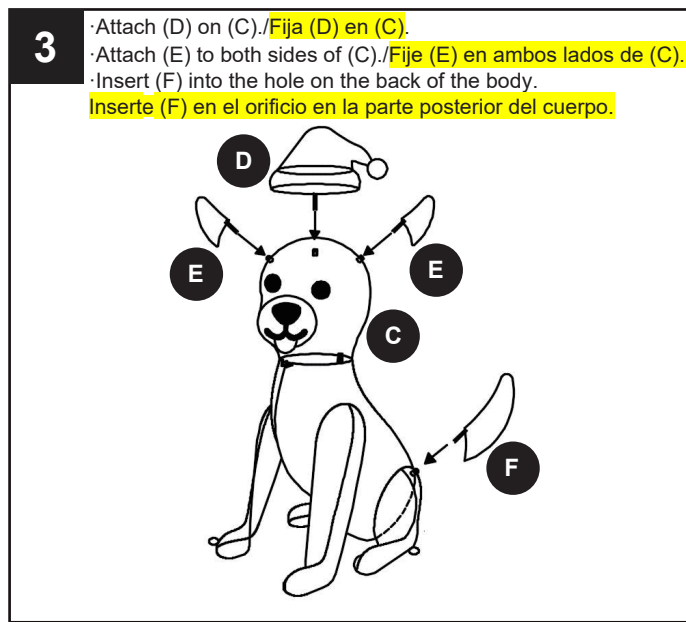 3
·Attach (D) on (C)./Fija (D) en (C).
·Attach (E) to both sides of (C)./Fije (E) en ambos lados de (C).
·Insert (F) into the hole on the back of the body.
Inserte (F) en el orificio en la parte posterior del cuerpo.
D
E
E
C
F